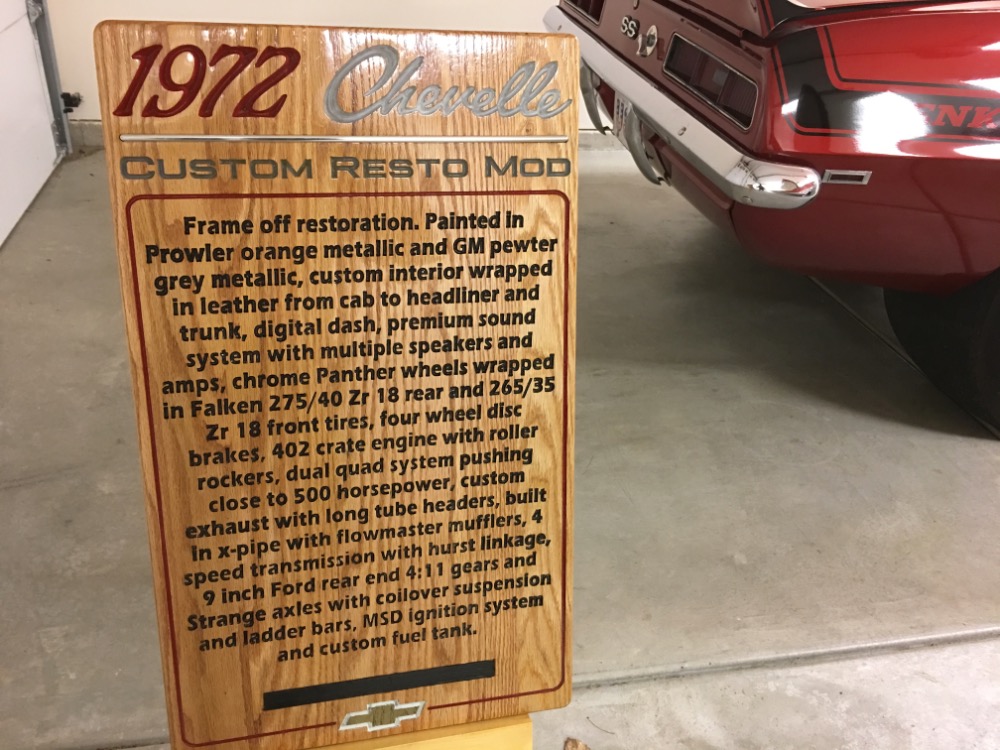 1972 Chevelle
Custom Resto Mod
Frame off restoration. Painted in
Prowler orange metallic and GM pewter
grey metallic, custom interior wrapped
in leather from cab to headliner and
trunk, digital dash, premium sound
system with multiple speakers and
amps, chrome Panther wheels wrapped
in Falken 275/40 Zr 18 rear and 265/35
Zr 18 front tires, four wheel disc
brakes, 402 crate engine with roller
rockers, dual quad system pushing
close to 500 horsepower, custom
exhaust with long tube headers, built
in x-pipe with flowmaster mufflers, 4
speed transmission with hurst linkage,
9 inch Ford rear end 4:11 gears and
Strange axles with coilover suspension
and ladder bars, MSD ignition system
and custom fuel tank.
SS